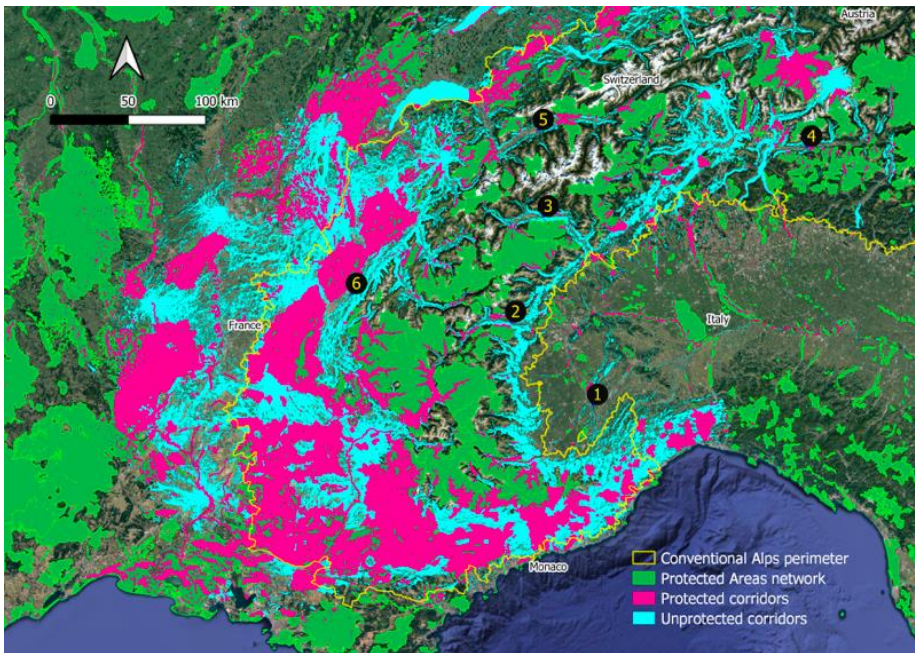 Austria
Switzerland
0 50 100 km
5
4
3
6
2
France
Italy
1
Monaco
Conventional Alps perimeter
Protected Areas network
Protected corridors
Unprotected corridors